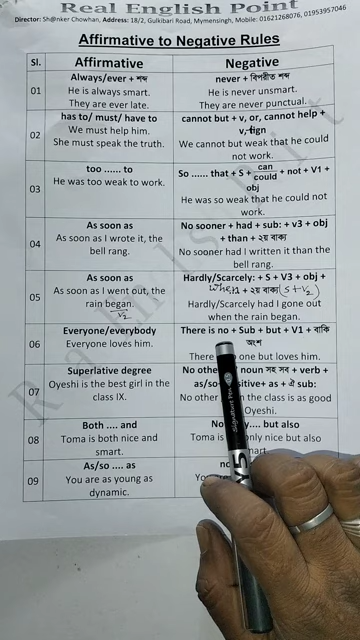 Real English Point
Director: Sh@nker Chowhan, Address: 18/2, Gulkibari Road, Mymensingh, Mobile: 01621268076, 01953957046
Affirmative to Negative Rules
Sl. Affirmative Negative
01
Always/ever + শব্দ
He is always smart.
They are ever late.
never + বিপরীত শব্দ
He is never unsmart.
They are never punctual.
02
has to/ must/ have to
We must help him.
She must speak the truth.
cannot but + v, or, cannot help +
We cannot but weak that he could
not work.
03
too ...... to
He was too weak to work.
So ...... that + S + can/could + not + V1 +
obj
He was so weak that he could not
work.
04
As soon as
As soon as I wrote it, the
bell rang.
No sooner + had + sub: + v3 + obj
+ than + ২য় বাক্য
No sooner had I written it than the
bell rang.
05
As soon as
As soon as I went out, the
rain began.
V2
Hardly/Scarcely: + S + V3 + obj +
when + ২য় বাক্য (S+V2)
Hardly/Scarcely had I gone out
when the rain began.
06
Everyone/everybody
Everyone loves him.
There is no + Sub + but + V1 + বাকি
অংশ
one but loves him.
07
Superlative degree
Oyeshi is the best girl in the
class IX.
No othe noun সহ সব + verb +
as/so sitive+ as + ঐ sub:
No other n the class is as good
Oyeshi.
08
Both .... and
Toma is both nice and
smart.
.... but also
Toma is only nice but also
09
As/so .... as
You are as young as
dynamic.